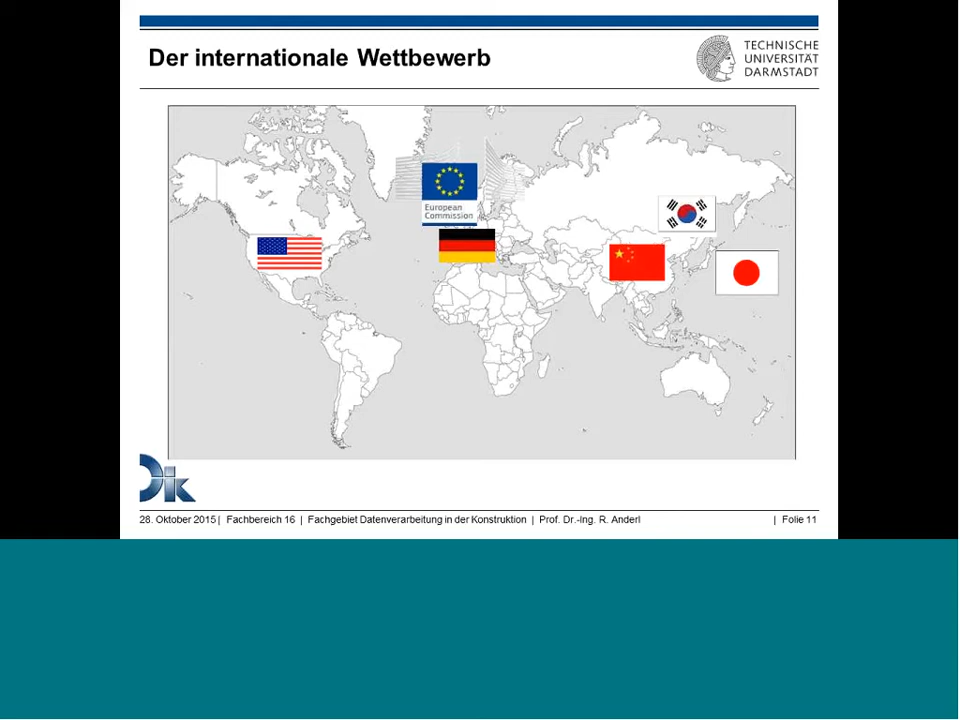 Der internationale Wettbewerb
TECHNISCHE
UNIVERSITÄT
DARMSTADT
European
Commission
Dik
28. Oktober 2015 | Fachbereich 16 | Fachgebiet Datenverarbeitung in der Konstruktion | Prof. Dr.-Ing. R. Anderl | Folie 11